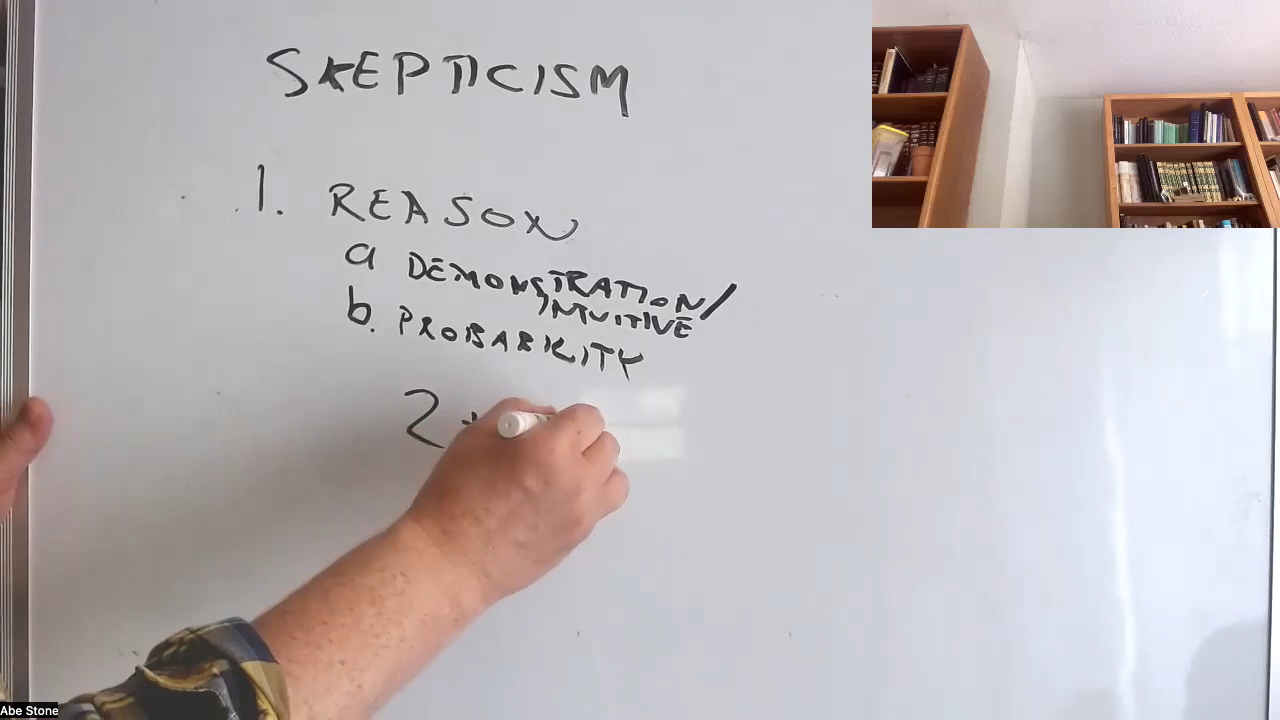 SKEPTICISM
1. REASON
a DEMONSTRATION/
INTUITIVE
b. PROBABILITY
2 +
Abe Stone